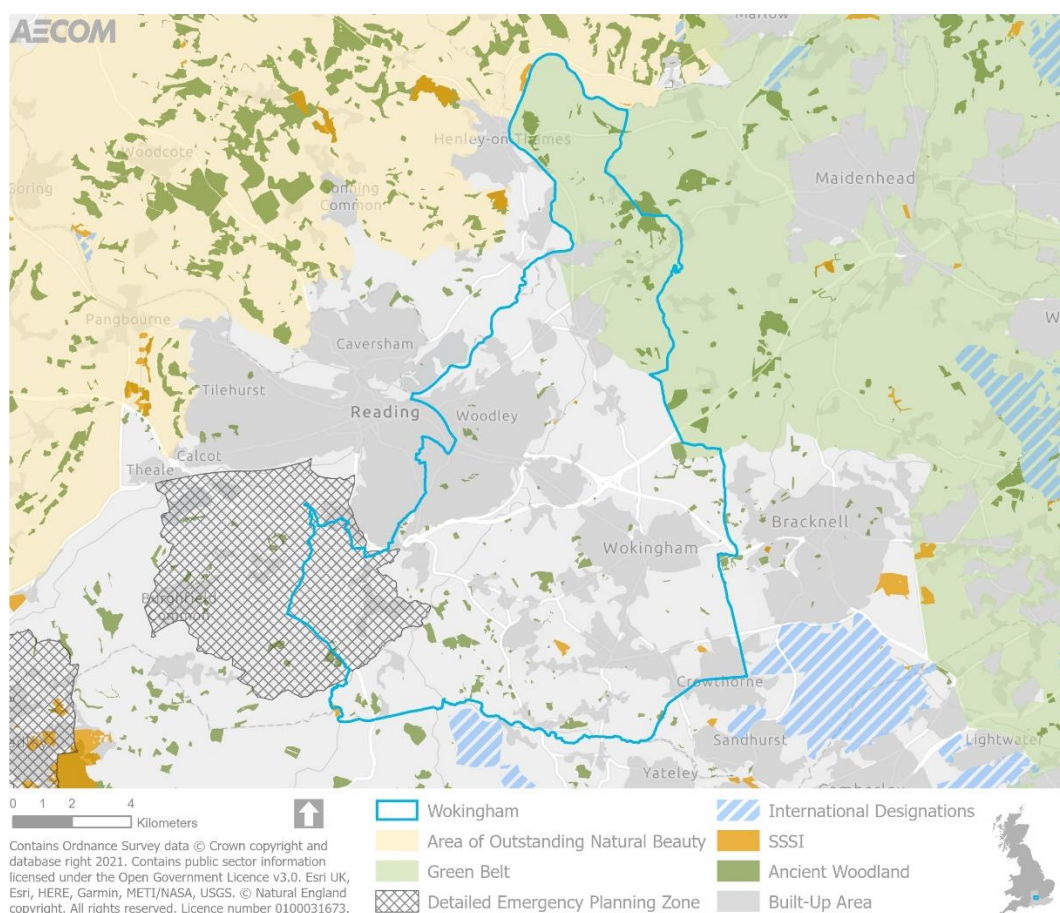 AECOM
Marlow
Henley-on-Thames
Woodcote
Goring
Sonning
Common
Maidenhead
Pangbourne
Caversham
Tilehurst
Reading
Woodley
Calcot
Theale
Bracknell
Wokingham
Burghfield
Common
Crowthorne
Sandhurst
Lightwater
Yateley
Camberley
0 1 2 4
Kilometers
Contains Ordnance Survey data © Crown copyright and
database right 2021. Contains public sector information
licensed under the Open Government Licence v3.0. Esri UK,
Esri, HERE, Garmin, METI/NASA, USGS. © Natural England
copyright. All rights reserved. Licence number 0100031673.
Wokingham
Area of Outstanding Natural Beauty
Green Belt
Detailed Emergency Planning Zone
International Designations
SSSI
Ancient Woodland
Built-Up Area